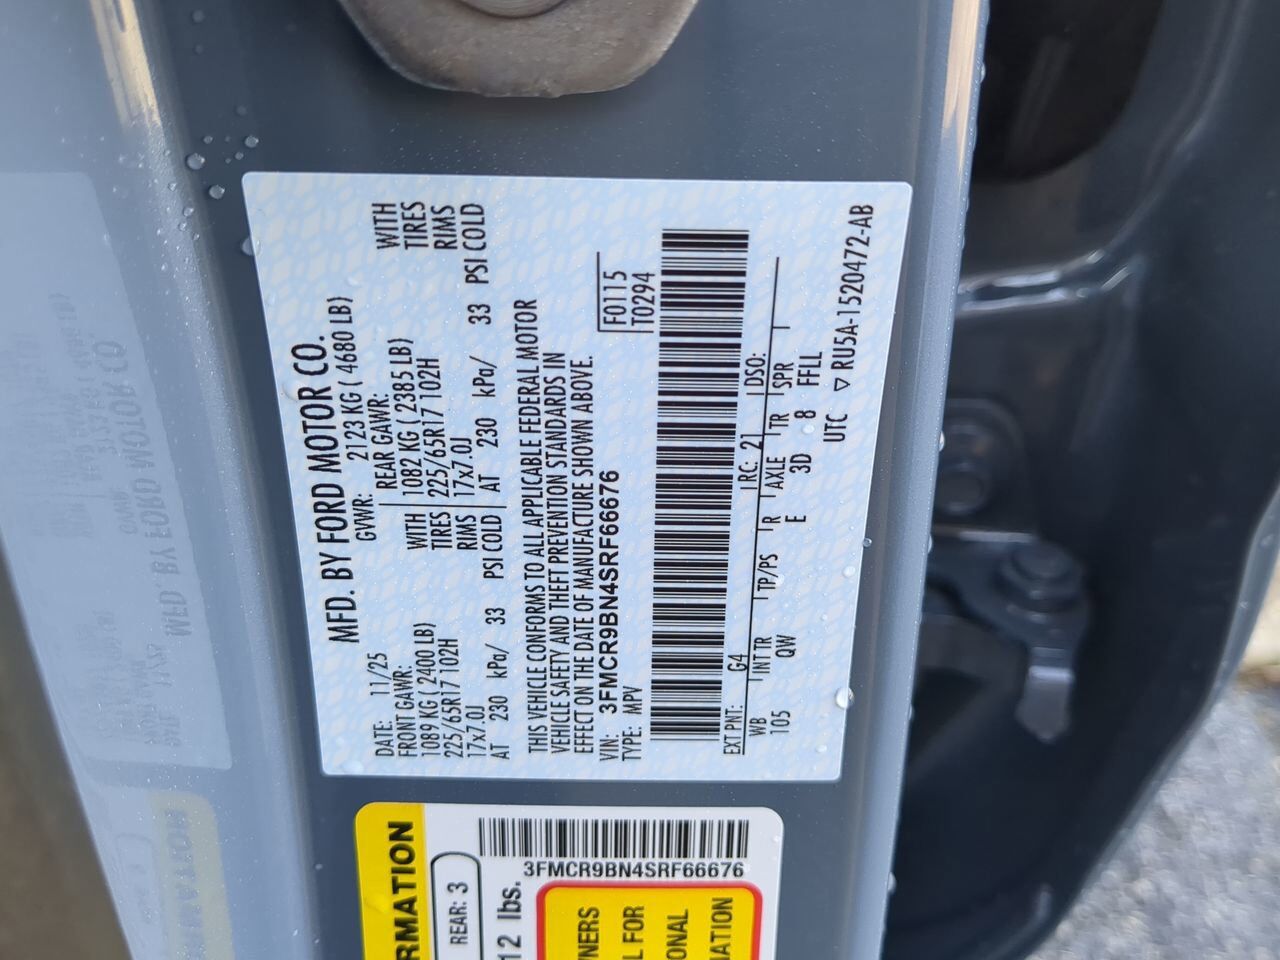 MFD. BY FORD MOTOR CO.
DATE: 11/25 GVWR: 2123 KG ( 4680 LB)
FRONT GAWR: REAR GAWR:
1089 KG ( 2400 LB) WITH 1082 KG ( 2385 LB) WITH
225/65R17 102H TIRES 225/65R17 102H TIRES
17x7.0J RIMS 17x7.0J RIMS
AT 230 kPa/ 33 PSI COLD AT 230 kPa/ 33 PSI COLD
THIS VEHICLE CONFORMS TO ALL APPLICABLE FEDERAL MOTOR
VEHICLE SAFETY AND THEFT PREVENTION STANDARDS IN
EFFECT ON THE DATE OF MANUFACTURE SHOWN ABOVE.
VIN: 3FMCR9BN4SRF66676 F0115
TYPE: MPV T0294
EXT PNT: G4 RC: 21 DSO:
WB INT TR TP/PS R AXLE TR SPR
105 QW E 3D 8 FFLL
UTC ▽ RU5A-1520472-AB
RMATION
REAR: 3
12 lbs.
3FMCR9BN4SRF66676
NERS
L FOR
ONAL
MATION